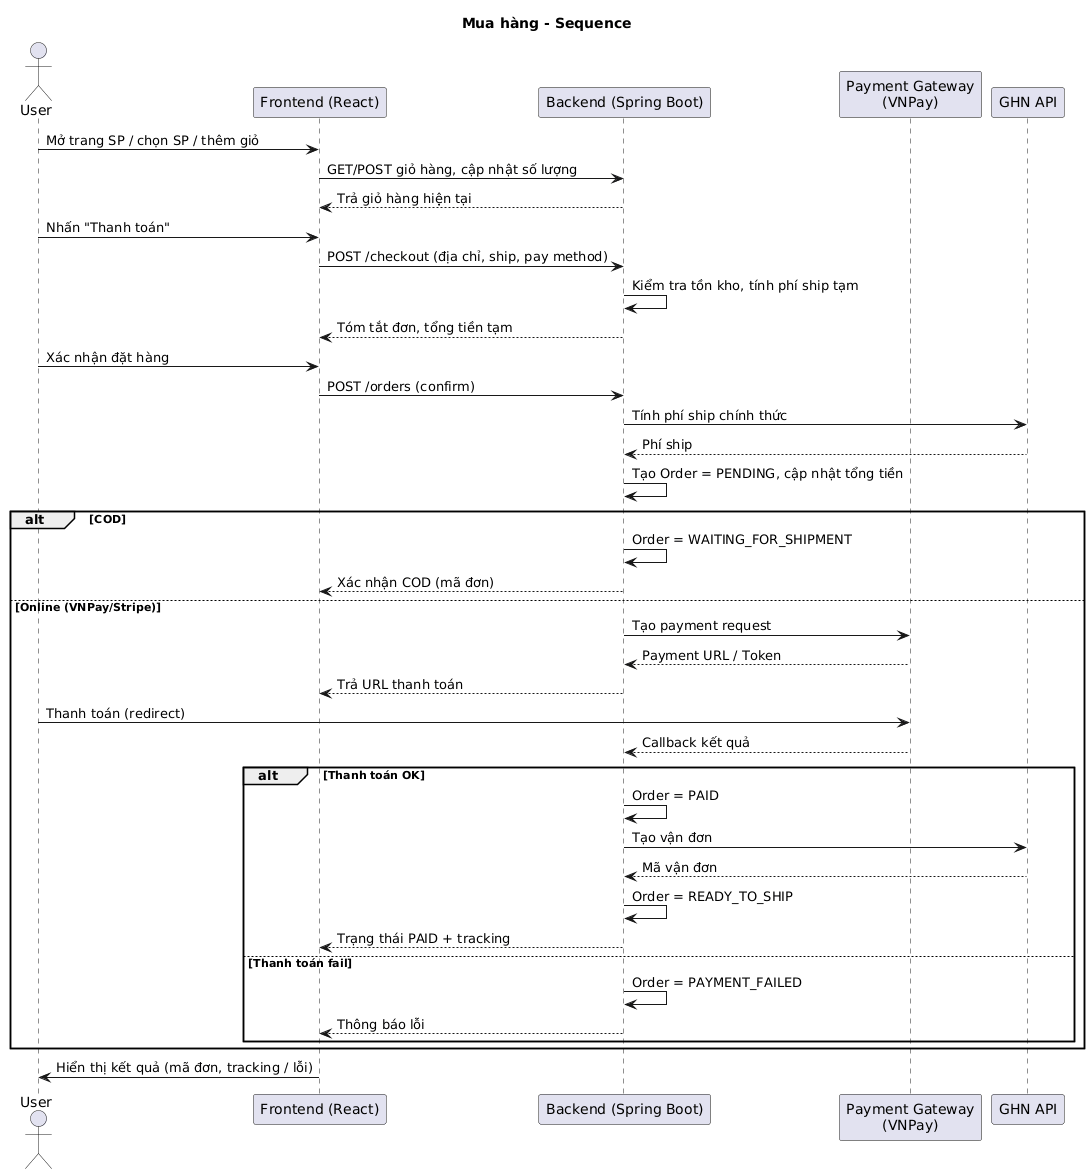 Mua hàng - Sequence
User
Frontend (React)
Backend (Spring Boot)
Payment Gateway
(VNPay)
GHN API
Mở trang SP / chọn SP / thêm giỏ
GET/POST giỏ hàng, cập nhật số lượng
Trả giỏ hàng hiện tại
Nhấn "Thanh toán"
POST /checkout (địa chỉ, ship, pay method)
Kiểm tra tồn kho, tính phí ship tạm
Tóm tắt đơn, tổng tiền tạm
Xác nhận đặt hàng
POST /orders (confirm)
Tính phí ship chính thức
Phí ship
Tạo Order = PENDING, cập nhật tổng tiền
alt [COD]
Order = WAITING_FOR_SHIPMENT
Xác nhận COD (mã đơn)
[Online (VNPay/Stripe)]
Tạo payment request
Payment URL / Token
Trả URL thanh toán
Thanh toán (redirect)
Callback kết quả
alt [Thanh toán OK]
Order = PAID
Tạo vận đơn
Mã vận đơn
Order = READY_TO_SHIP
Trạng thái PAID + tracking
[Thanh toán fail]
Order = PAYMENT_FAILED
Thông báo lỗi
Hiển thị kết quả (mã đơn, tracking / lỗi)
User
Frontend (React)
Backend (Spring Boot)
Payment Gateway
(VNPay)
GHN API